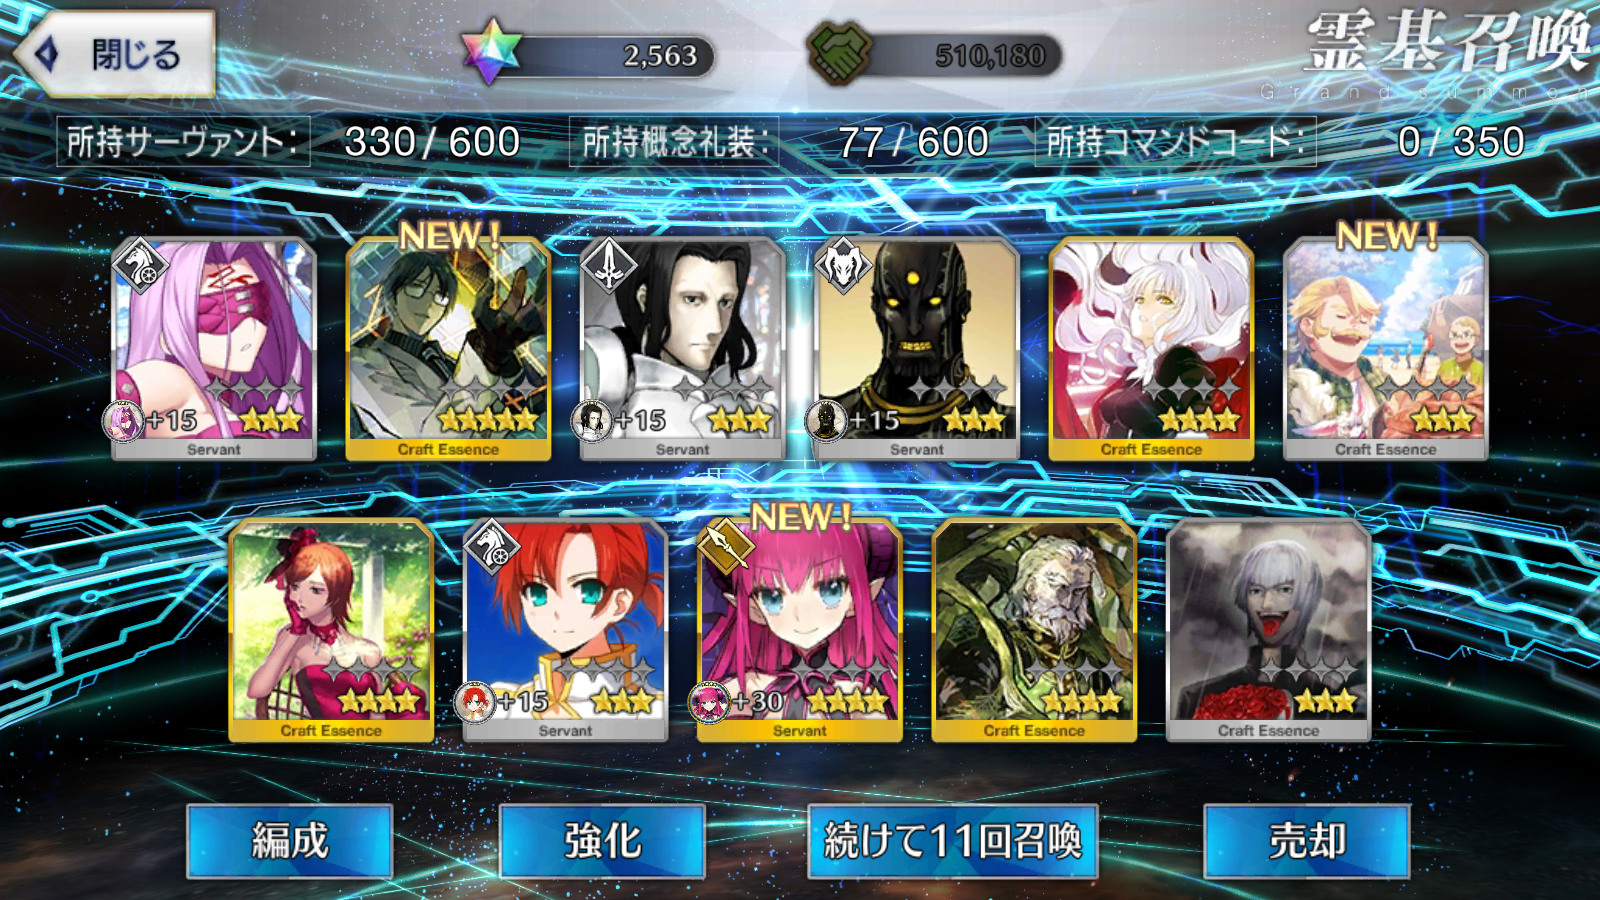 閉じる
2,563
510,180
霊基召喚
Grand summon
所持サーヴァント: 330/600
所持概念礼装: 77/600
所持コマンドコード: 0/350
NEW!
NEW!
+15
+15
+15
Servant
Craft Essence
Servant
Servant
Craft Essence
Craft Essence
NEW!
+15
+30
Craft Essence
Servant
Servant
Craft Essence
Craft Essence
編成
強化
続けて11回召喚
売却